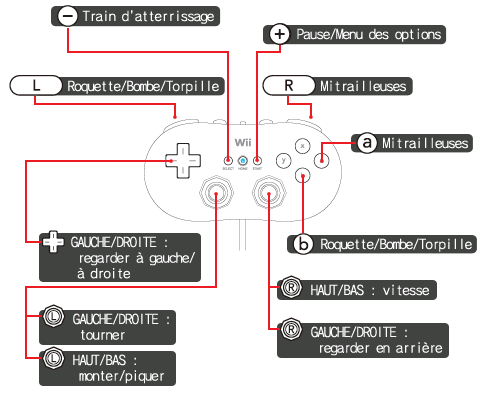 − Train d'atterrissage
+ Pause/Menu des options
L Roquette/Bombe/Torpille
R Mitrailleuses
Wii
x
y
SELECT HOME START
a Mitrailleuses
b Roquette/Bombe/Torpille
GAUCHE/DROITE :
regarder à gauche/
à droite
R HAUT/BAS : vitesse
L GAUCHE/DROITE :
tourner
R GAUCHE/DROITE :
regarder en arrière
L HAUT/BAS :
monter/piquer